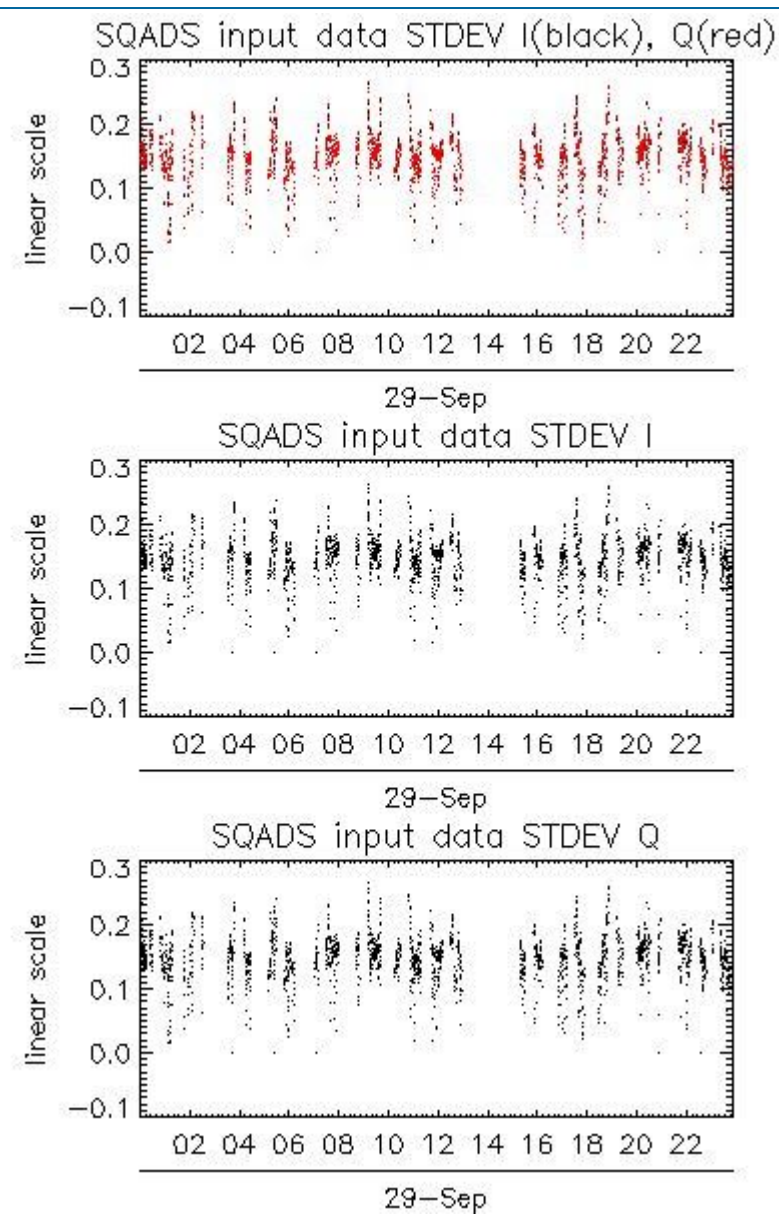 SQADS input data STDEV I(black), Q(red)
0.3
0.2
0.1
0.0
−0.1
linear scale
02 04 06 08 10 12 14 16 18 20 22
29−Sep
SQADS input data STDEV I
0.3
0.2
0.1
0.0
−0.1
linear scale
02 04 06 08 10 12 14 16 18 20 22
29−Sep
SQADS input data STDEV Q
0.3
0.2
0.1
0.0
−0.1
linear scale
02 04 06 08 10 12 14 16 18 20 22
29−Sep